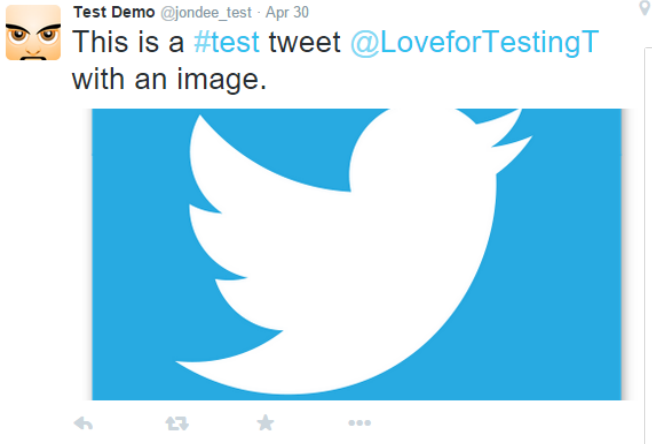 Test Demo @jondee_test · Apr 30
This is a #test tweet @LoveforTestingT
with an image.